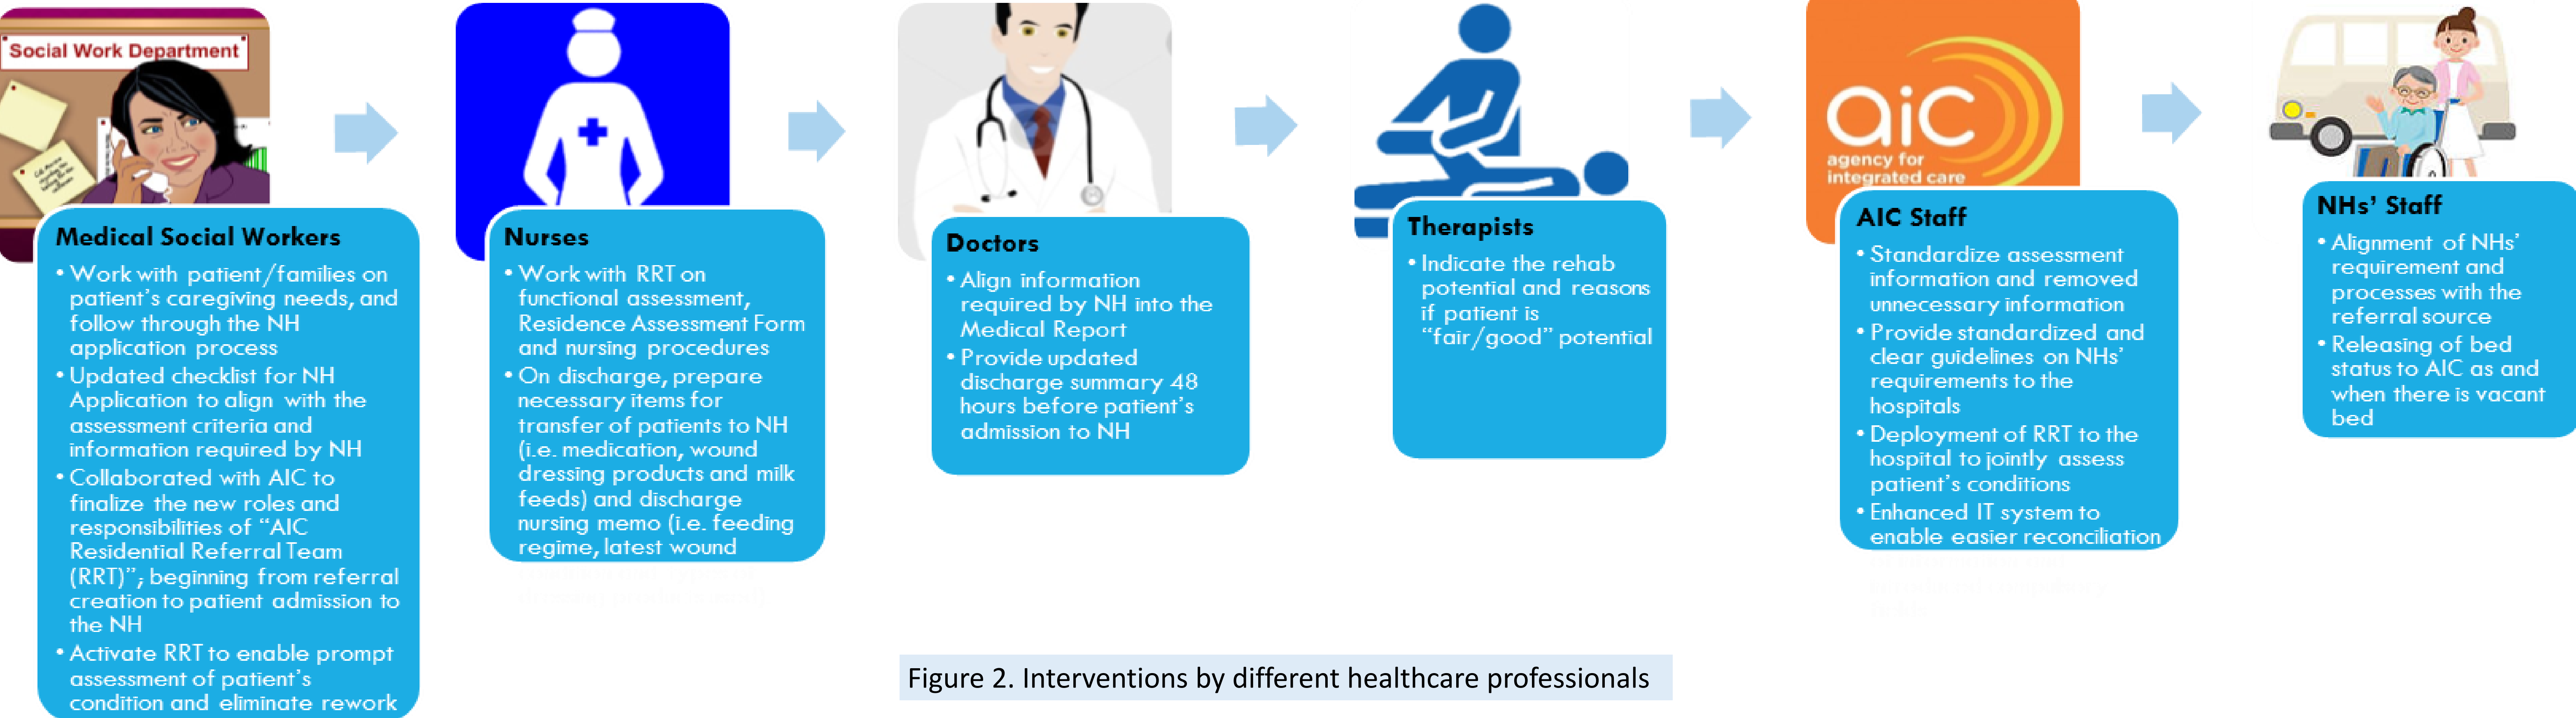 Social Work Department
Medical Social Workers
• Work with patient/families on
patient's caregiving needs, and
follow through the NH
application process
• Updated checklist for NH
Application to align with the
assessment criteria and
information required by NH
• Collaborated with AIC to
finalize the new roles and
responsibilities of “AIC
Residential Referral Team
(RRT)”; beginning from referral
creation to patient admission to
the NH
• Activate RRT to enable prompt
assessment of patient's
condition and eliminate rework
Nurses
• Work with RRT on
functional assessment,
Residence Assessment Form
and nursing procedures
• On discharge, prepare
necessary items for
transfer of patients to NH
(i.e. medication, wound
dressing products and milk
feeds) and discharge
nursing memo (i.e. feeding
regime, latest wound
Doctors
• Align information
required by NH into the
Medical Report
• Provide updated
discharge summary 48
hours before patient's
admission to NH
Therapists
• Indicate the rehab
potential and reasons
if patient is
“fair/good” potential
aic
agency for
integrated care
AIC Staff
• Standardize assessment
information and removed
unnecessary information
• Provide standardized and
clear guidelines on NHs'
requirements to the
hospitals
• Deployment of RRT to the
hospital to jointly assess
patient's conditions
• Enhanced IT system to
enable easier reconciliation
NHs' Staff
• Alignment of NHs'
requirement and
processes with the
referral source
• Releasing of bed
status to AIC as and
when there is vacant
bed
Figure 2. Interventions by different healthcare professionals